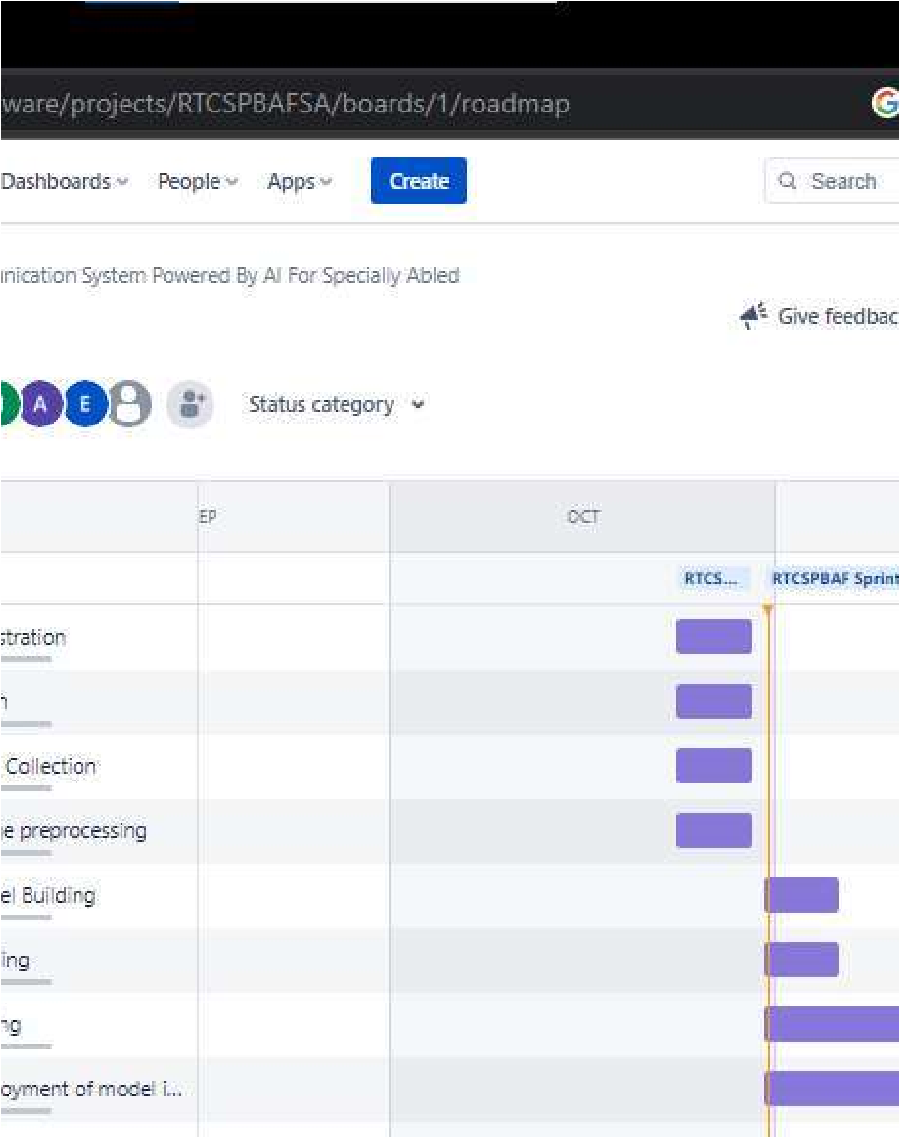 ware/projects/RTCSPBAFSA/boards/1/roadmap
Dashboards People Apps Create Search
nication System Powered By AI For Specially Abled
Give feedbac
A E Status category
EP OCT
RTCS... RTCSPBAF Sprint
stration
n
Collection
e preprocessing
el Building
ing
ng
oyment of model i...